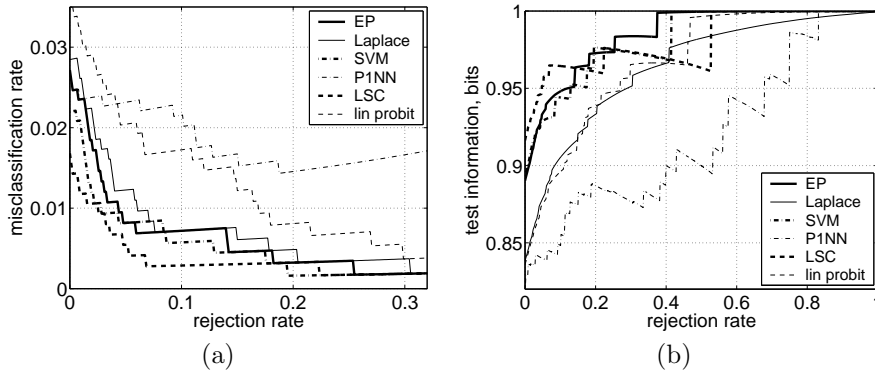 0.03
0.02
0.01
0
misclassification rate
0
0.1
0.2
0.3
rejection rate
EP
Laplace
SVM
P1NN
LSC
lin probit
(a)
1
0.95
0.9
0.85
test information, bits
0
0.2
0.4
0.6
0.8
1
rejection rate
EP
Laplace
SVM
P1NN
LSC
lin probit
(b)